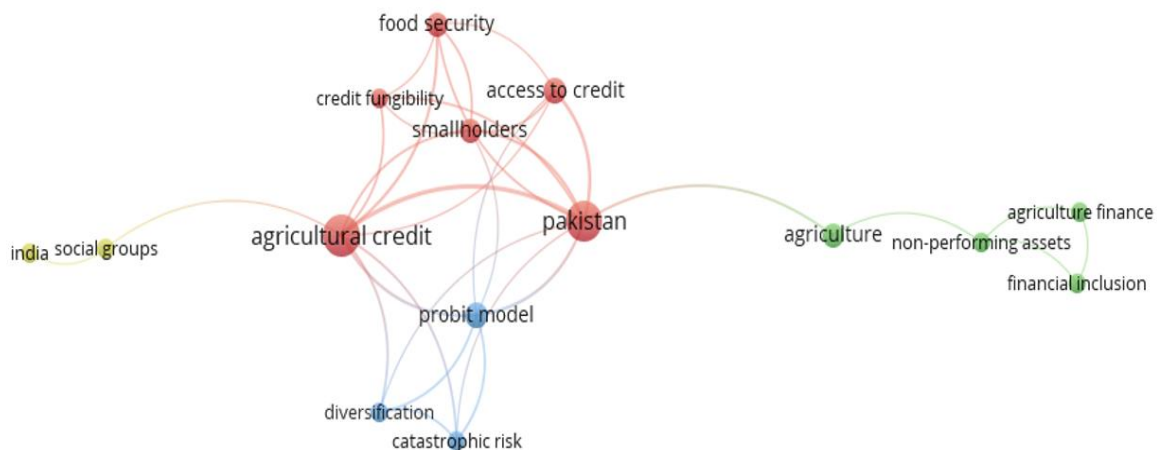 food security
access to credit
credit fungibility
smallholders
agricultural credit
pakistan
agriculture
agriculture finance
non-performing assets
india
social groups
financial inclusion
probit model
diversification
catastrophic risk